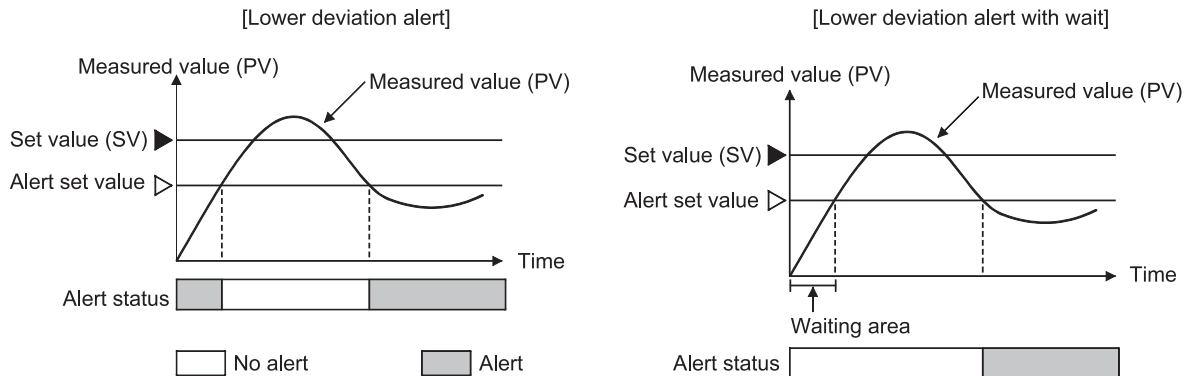 [Lower deviation alert]
Measured value (PV)
Measured value (PV)
Set value (SV)
Alert set value
Time
Alert status
No alert
Alert
[Lower deviation alert with wait]
Measured value (PV)
Measured value (PV)
Set value (SV)
Alert set value
Time
Waiting area
Alert status